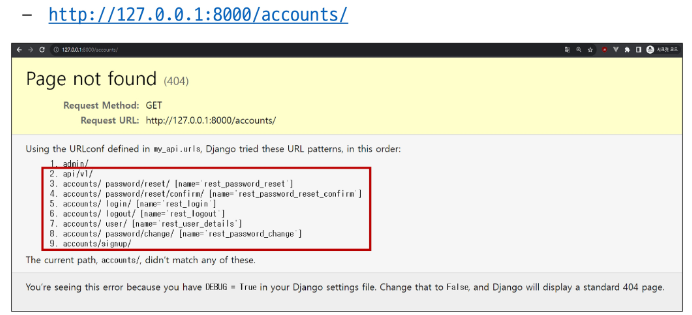 – http://127.0.0.1:8000/accounts/
127.0.0.1:8000/accounts/
Page not found (404)
Request Method: GET
Request URL: http://127.0.0.1:8000/accounts/
Using the URLconf defined in my_api.urls, Django tried these URL patterns, in this order:
1. admin/
2. api/v1/
3. accounts/ password/reset/ [name='rest_password_reset']
4. accounts/ password/reset/confirm/ [name='rest_password_reset_confirm']
5. accounts/ login/ [name='rest_login']
6. accounts/ logout/ [name='rest_logout']
7. accounts/ user/ [name='rest_user_details']
8. accounts/ password/change/ [name='rest_password_change']
9. accounts/signup/
The current path, accounts/, didn't match any of these.
You're seeing this error because you have DEBUG = True in your Django settings file. Change that to False, and Django will display a standard 404 page.